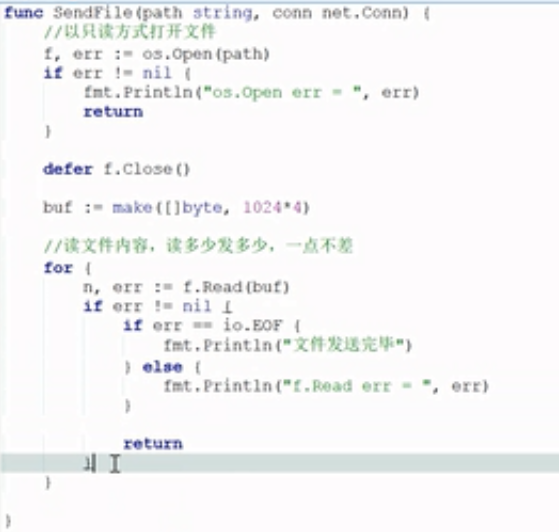 func SendFile(path string, conn net.Conn) {
    //以只读方式打开文件
    f, err := os.Open(path)
    if err != nil {
        fmt.Println("os.Open err = ", err)
        return
    }

    defer f.Close()

    buf := make([]byte, 1024*4)

    //读文件内容，读多少发多少，一点不差
    for {
        n, err := f.Read(buf)
        if err != nil {
            if err == io.EOF {
                fmt.Println("文件发送完毕")
            } else {
                fmt.Println("f.Read err = ", err)
            }

            return
        }
    }

}